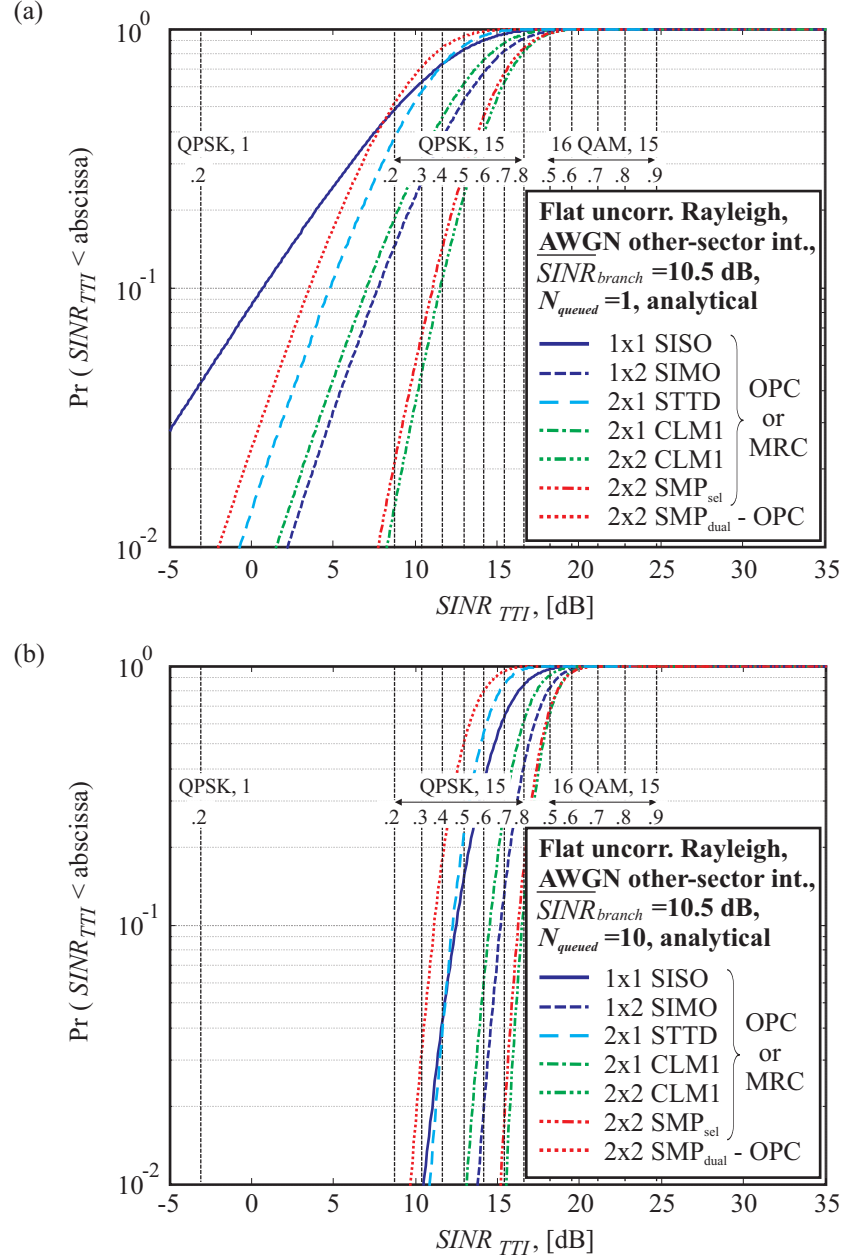 (a)
10^0
QPSK, 1
QPSK, 15
16 QAM, 15
.2
.2 .3 .4 .5 .6 .7 .8 .5 .6 .7 .8 .9
Pr ( SINR_TTI < abscissa)
10^-1
Flat uncorr. Rayleigh,
AWGN other-sector int.,
SINR_branch =10.5 dB,
N_queued =1, analytical
1x1 SISO
1x2 SIMO
2x1 STTD
2x1 CLM1
2x2 CLM1
2x2 SMP_sel
2x2 SMP_dual - OPC
OPC
or
MRC
10^-2
-5 0 5 10 15 20 25 30 35
SINR_TTI, [dB]
(b)
10^0
QPSK, 1
QPSK, 15
16 QAM, 15
.2
.2 .3 .4 .5 .6 .7 .8 .5 .6 .7 .8 .9
Pr ( SINR_TTI < abscissa)
10^-1
Flat uncorr. Rayleigh,
AWGN other-sector int.,
SINR_branch =10.5 dB,
N_queued =10, analytical
1x1 SISO
1x2 SIMO
2x1 STTD
2x1 CLM1
2x2 CLM1
2x2 SMP_sel
2x2 SMP_dual - OPC
OPC
or
MRC
10^-2
-5 0 5 10 15 20 25 30 35
SINR_TTI, [dB]